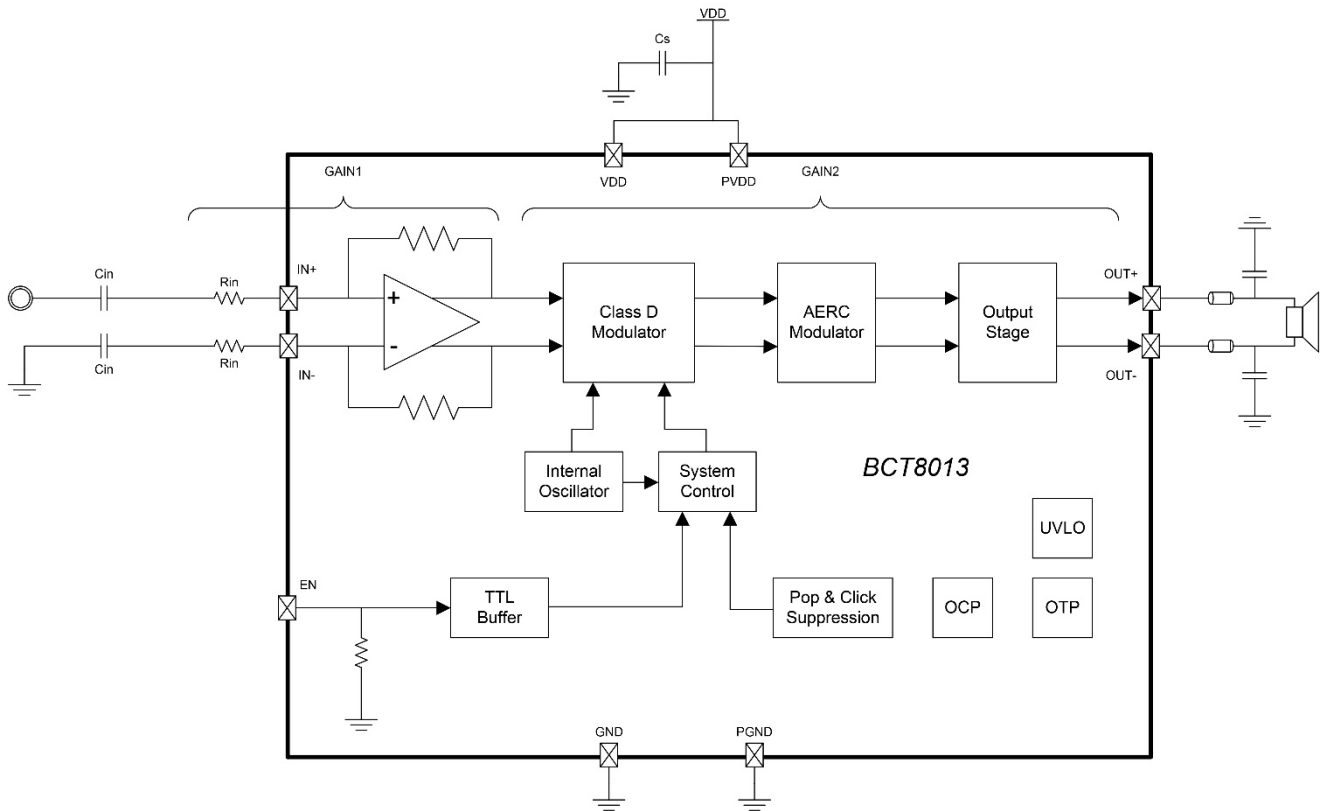 VDD
Cs
GAIN1
VDD
PVDD
GAIN2
Cin
Rin
IN+
+
Class D
Modulator
AERC
Modulator
Output
Stage
OUT+
-
Cin
Rin
IN-
OUT-
Internal
Oscillator
System
Control
BCT8013
UVLO
EN
TTL
Buffer
Pop & Click
Suppression
OCP
OTP
GND
PGND